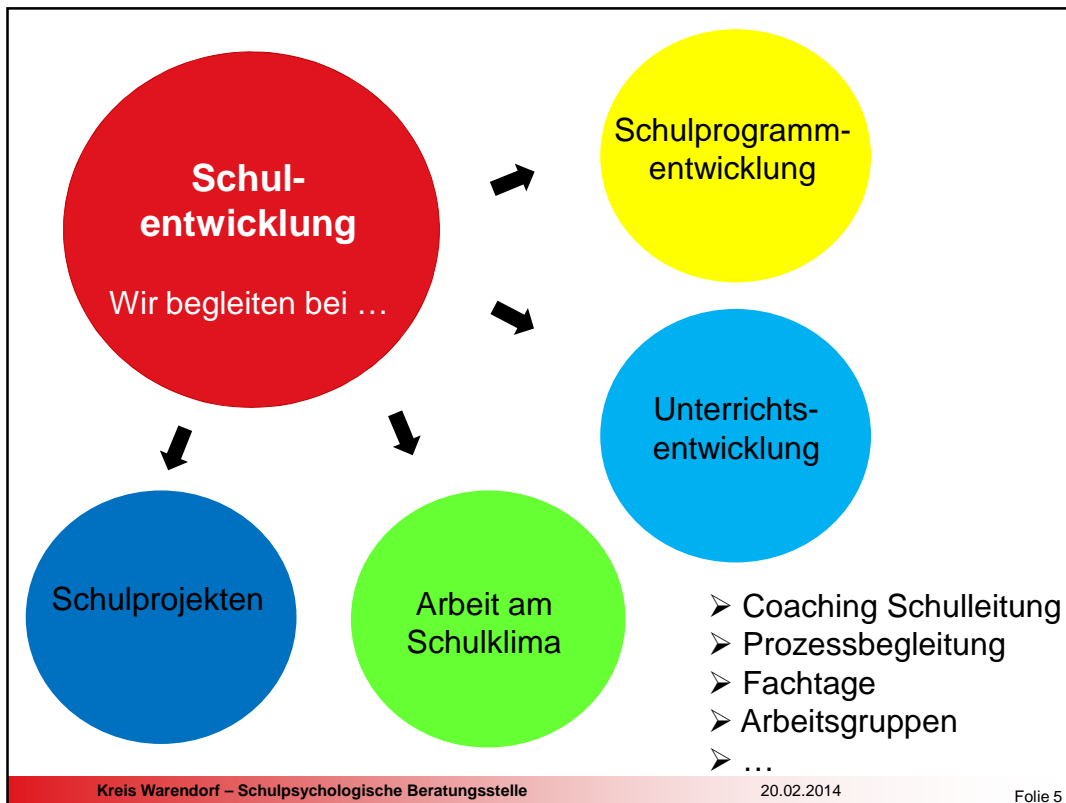 Schul-
entwicklung
Wir begleiten bei …
Schulprogramm-
entwicklung
Unterrichts-
entwicklung
Schulprojekten
Arbeit am
Schulklima
➢ Coaching Schulleitung
➢ Prozessbegleitung
➢ Fachtage
➢ Arbeitsgruppen
➢ …
Kreis Warendorf – Schulpsychologische Beratungsstelle 20.02.2014 Folie 5